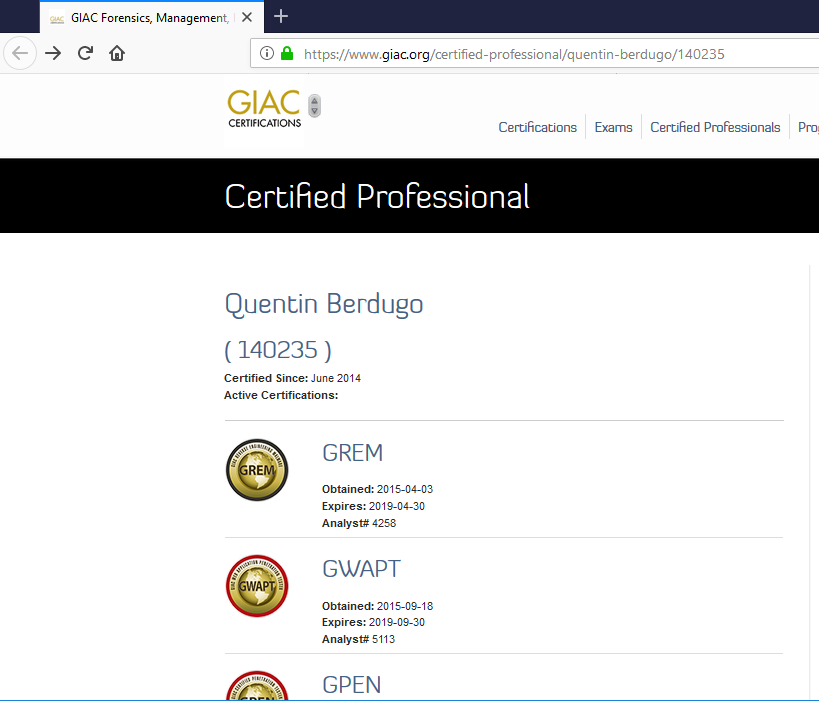 GIAC Forensics, Management,
https://www.giac.org/certified-professional/quentin-berdugo/140235
GIAC
CERTIFICATIONS
Certifications
Exams
Certified Professionals
Certified Professional
Quentin Berdugo
( 140235 )
Certified Since: June 2014
Active Certifications:
GREM
GREM
Obtained: 2015-04-03
Expires: 2019-04-30
Analyst# 4258
GWAPT
GWAPT
Obtained: 2015-09-18
Expires: 2019-09-30
Analyst# 5113
GPEN
GPEN